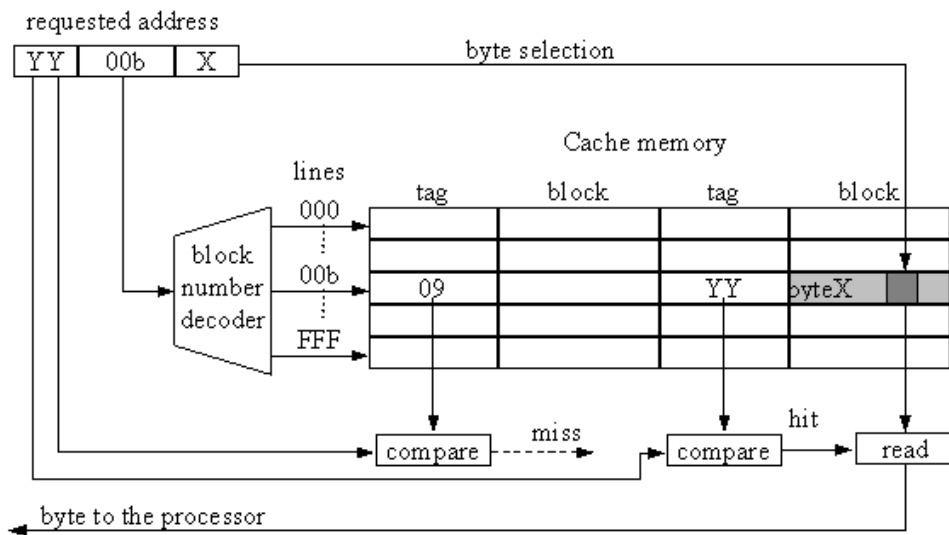 requested address
YY 00b X
byte selection
Cache memory
lines
tag block tag block
000
block
number
decoder
00b
09 YY byteX
FFF
miss
hit
compare compare read
byte to the processor